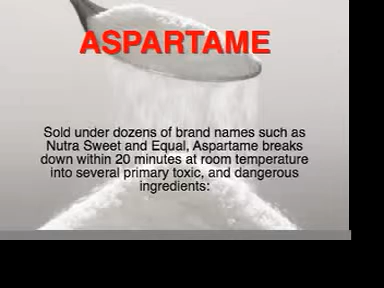 ASPARTAME
Sold under dozens of brand names such as
Nutra Sweet and Equal, Aspartame breaks
down within 20 minutes at room temperature
into several primary toxic, and dangerous
ingredients: